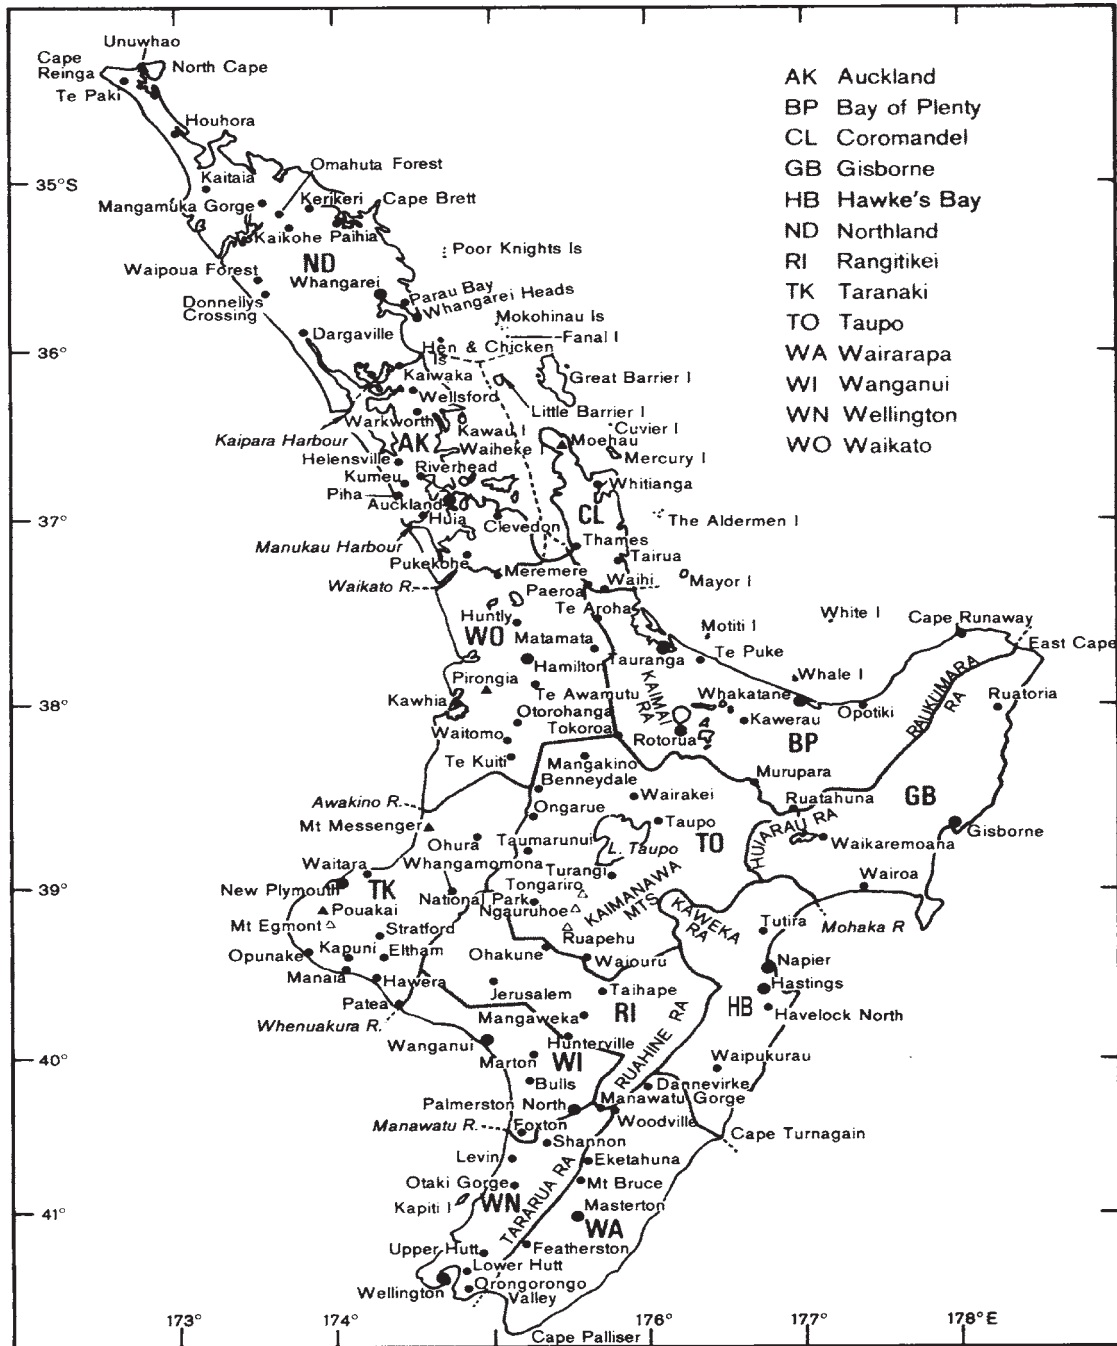 Unuwhao
Cape
Reinga
North Cape
Te Paki
Houhora
Omahuta Forest
35°S
Kaitaia
Kerikeri
Cape Brett
Mangamuka Gorge
Kaikohe
Paihia
Poor Knights Is
ND
Waipoua Forest
Whangarei
Parau Bay
Whangarei Heads
Donnellys
Crossing
Mokohinau Is
Dargaville
Fanal I
36°
Hen & Chicken
Is
Kaiwaka
Great Barrier I
Wellsford
Little Barrier I
Warkworth
Kawau I
Cuvier I
Kaipara Harbour
AK
Waiheke I
Moehau
Helensville
Mercury I
Riverhead
Kumeu
Whitianga
Piha
Auckland
CL
37°
Huia
Clevedon
The Aldermen I
Manukau Harbour
Thames
Pukekohe
Tairua
Meremere
Waikato R.
Paeroa
Waihi
Mayor I
Te Aroha
Huntly
WO
Motiti I
White I
Cape Runaway
Matamata
East Cape
Hamilton
Tauranga
Te Puke
Pirongia
Whale I
KAIMAI
RA
Te Awamutu
Whakatane
RAUKUMARA
RA
Ruatoria
Kawhia
38°
Otorohanga
Kawerau
Opotiki
Waitomo
Tokoroa
Rotorua
BP
Te Kuiti
Mangakino
Benneydale
Murupara
Awakino R.
Wairakei
Ruatahuna
GB
Ongarue
Mt Messenger
Taupo
Gisborne
Ohura
Taumarunui
TO
HUIARAU RA
Waikaremoana
L. Taupo
Waitara
Whangamomona
Turangi
Wairoa
39°
New Plymouth
TK
Tongariro
National Park
KAIMANAWA
MTS
Pouakai
Ngauruhoe
KAWEKA
RA
Mohaka R
Mt Egmont
Stratford
Ruapehu
Tutira
Opunake
Kapuni
Eltham
Ohakune
Waiouru
Napier
Manaia
Hawera
Jerusalem
Taihape
Hastings
HB
Patea
RI
Havelock North
Whenuakura R.
Mangaweka
RUAHINE RA
Wanganui
Hunterville
40°
Marton
WI
Waipukurau
Bulls
Dannevirke
Palmerston North
Manawatu Gorge
Manawatu R.
Foxton
Woodville
Cape Turnagain
Shannon
Levin
Eketahuna
TARARUA RA
Otaki Gorge
Mt Bruce
WN
Kapiti I
Masterton
41°
WA
Upper Hutt
Featherston
Lower Hutt
Wellington
Orongorongo
Valley
Cape Palliser
173°
174°
176°
177°
178°E
AK Auckland
BP Bay of Plenty
CL Coromandel
GB Gisborne
HB Hawke's Bay
ND Northland
RI Rangitikei
TK Taranaki
TO Taupo
WA Wairarapa
WI Wanganui
WN Wellington
WO Waikato